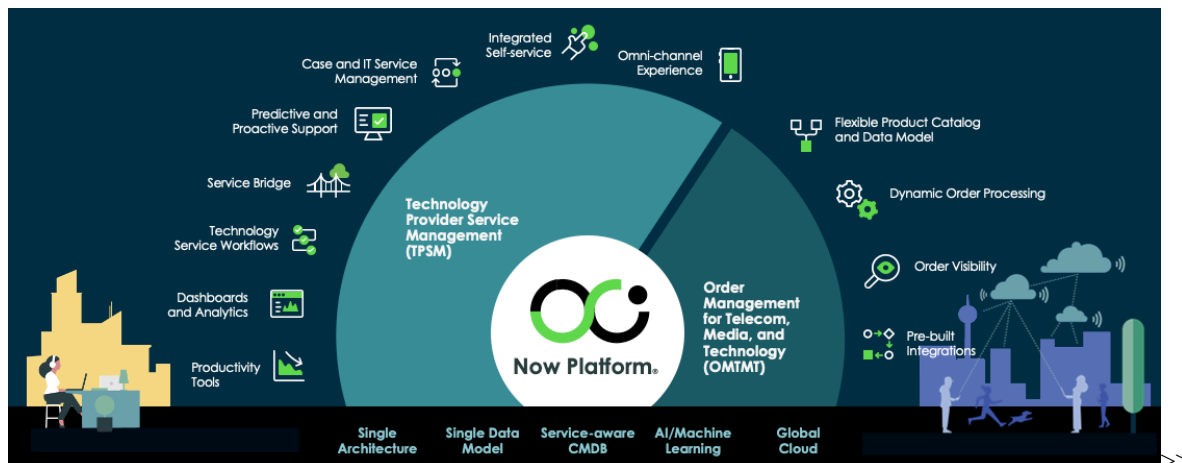 Integrated
Self-service
Omni-channel
Experience
Case and IT Service
Management
Predictive and
Proactive Support
Flexible Product Catalog
and Data Model
Service Bridge
Dynamic Order Processing
Technology
Provider Service
Management
(TPSM)
Technology
Service Workflows
Order Visibility
Dashboards
and Analytics
Order
Management
for Telecom,
Media, and
Technology
(OMTMT)
Pre-built
Integrations
Now Platform®
Productivity
Tools
Single
Architecture
Single Data
Model
Service-aware
CMDB
AI/Machine
Learning
Global
Cloud